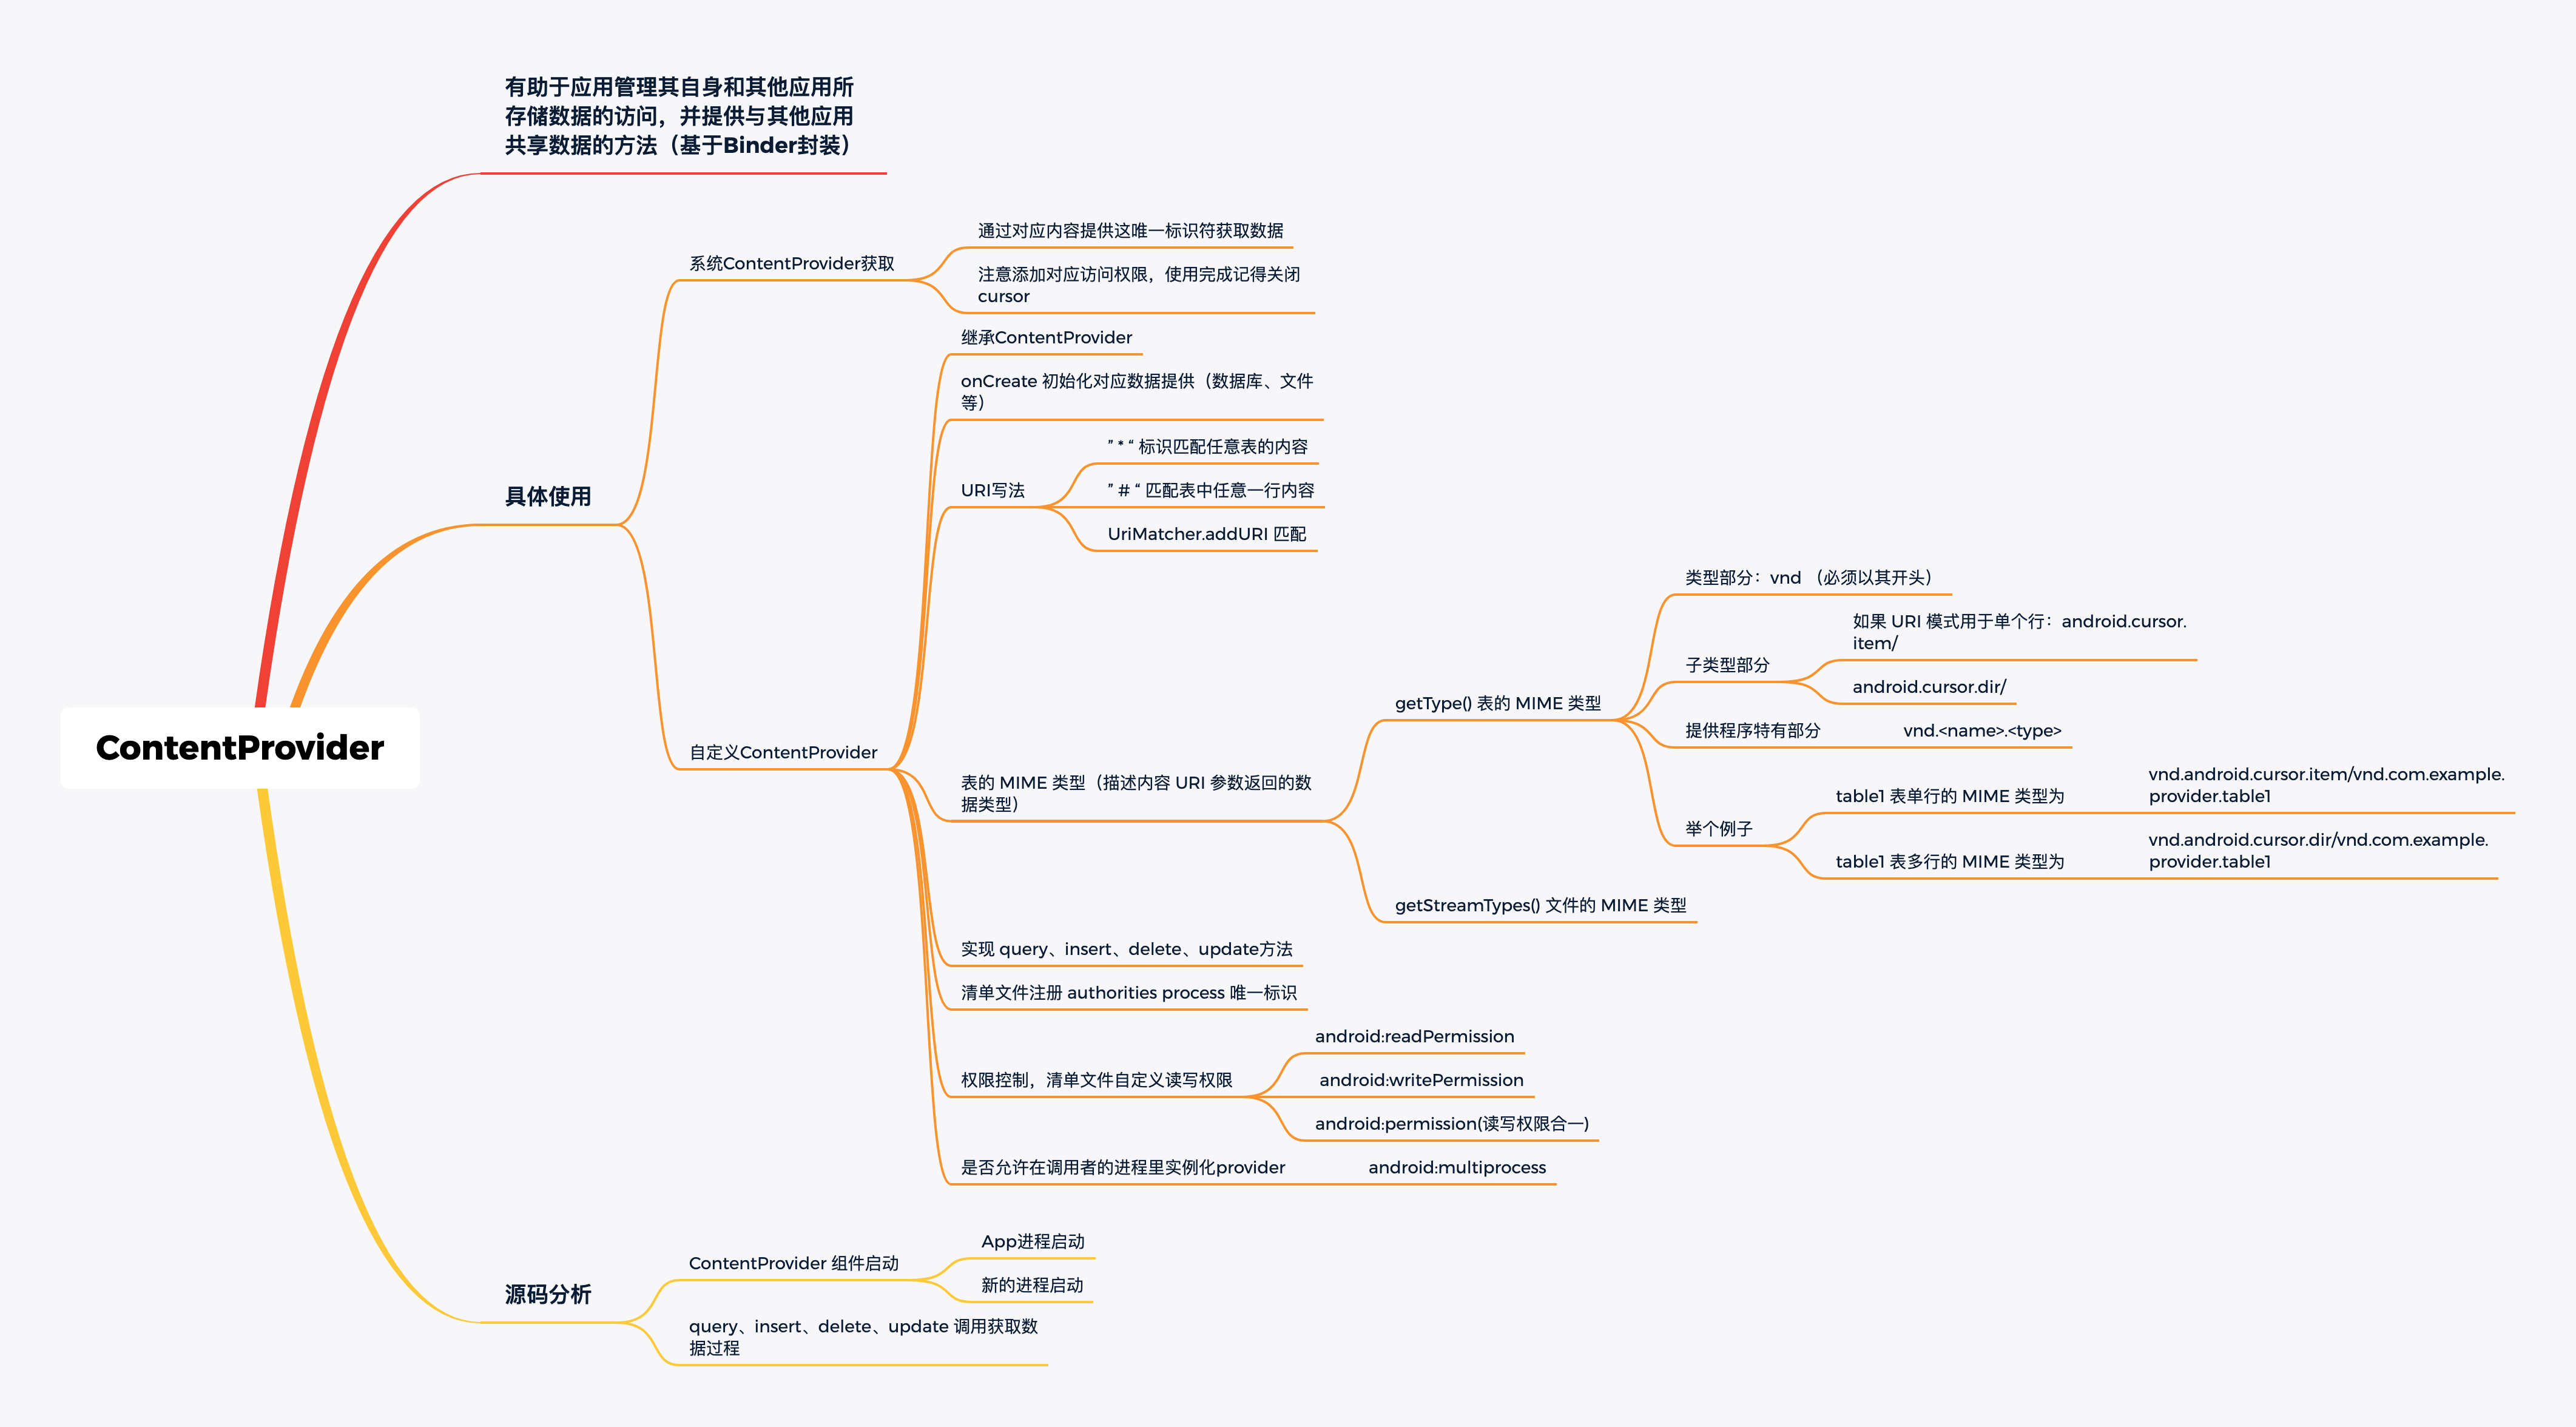 有助于应用管理其自身和其他应用所
存储数据的访问，并提供与其他应用
共享数据的方法（基于Binder封装）
通过对应内容提供这唯一标识符获取数据
系统ContentProvider获取
注意添加对应访问权限，使用完成记得关闭
cursor
继承ContentProvider
onCreate 初始化对应数据提供（数据库、文件
等）
” * “ 标识匹配任意表的内容
具体使用
URI写法
” # “ 匹配表中任意一行内容
UriMatcher.addURI 匹配
类型部分：vnd （必须以其开头）
如果 URI 模式用于单个行：android.cursor.
item/
子类型部分
android.cursor.dir/
getType() 表的 MIME 类型
提供程序特有部分
vnd.<name>.<type>
ContentProvider
自定义ContentProvider
表的 MIME 类型（描述内容 URI 参数返回的数
据类型）
vnd.android.cursor.item/vnd.com.example.
provider.table1
table1 表单行的 MIME 类型为
举个例子
vnd.android.cursor.dir/vnd.com.example.
provider.table1
table1 表多行的 MIME 类型为
getStreamTypes() 文件的 MIME 类型
实现 query、insert、delete、update方法
清单文件注册 authorities process 唯一标识
android:readPermission
权限控制，清单文件自定义读写权限
android:writePermission
android:permission(读写权限合一)
是否允许在调用者的进程里实例化provider
android:multiprocess
App进程启动
ContentProvider 组件启动
新的进程启动
源码分析
query、insert、delete、update 调用获取数
据过程